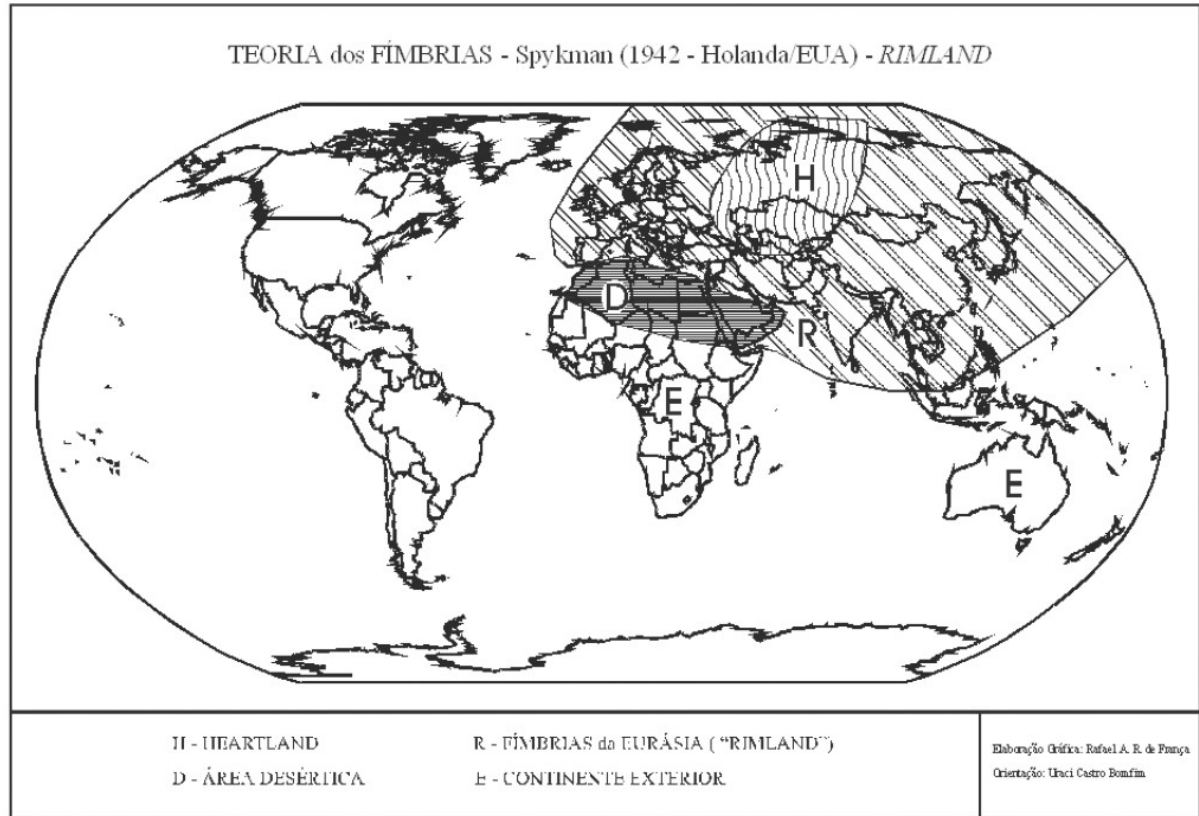 TEORIA dos FÍMBRIAS - Spykman (1942 - Holanda/EUA) - RIMLAND
H
D
R
E
E
H - HEARTLAND
R - FÍMBRIAS da EURÁSIA ( “RIMLAND”)
D - ÁREA DESÉRTICA
E - CONTINENTE EXTERIOR
Elaboração Gráfica: Rafael A. R. de França
Orientação: Uraci Castro Bomfim